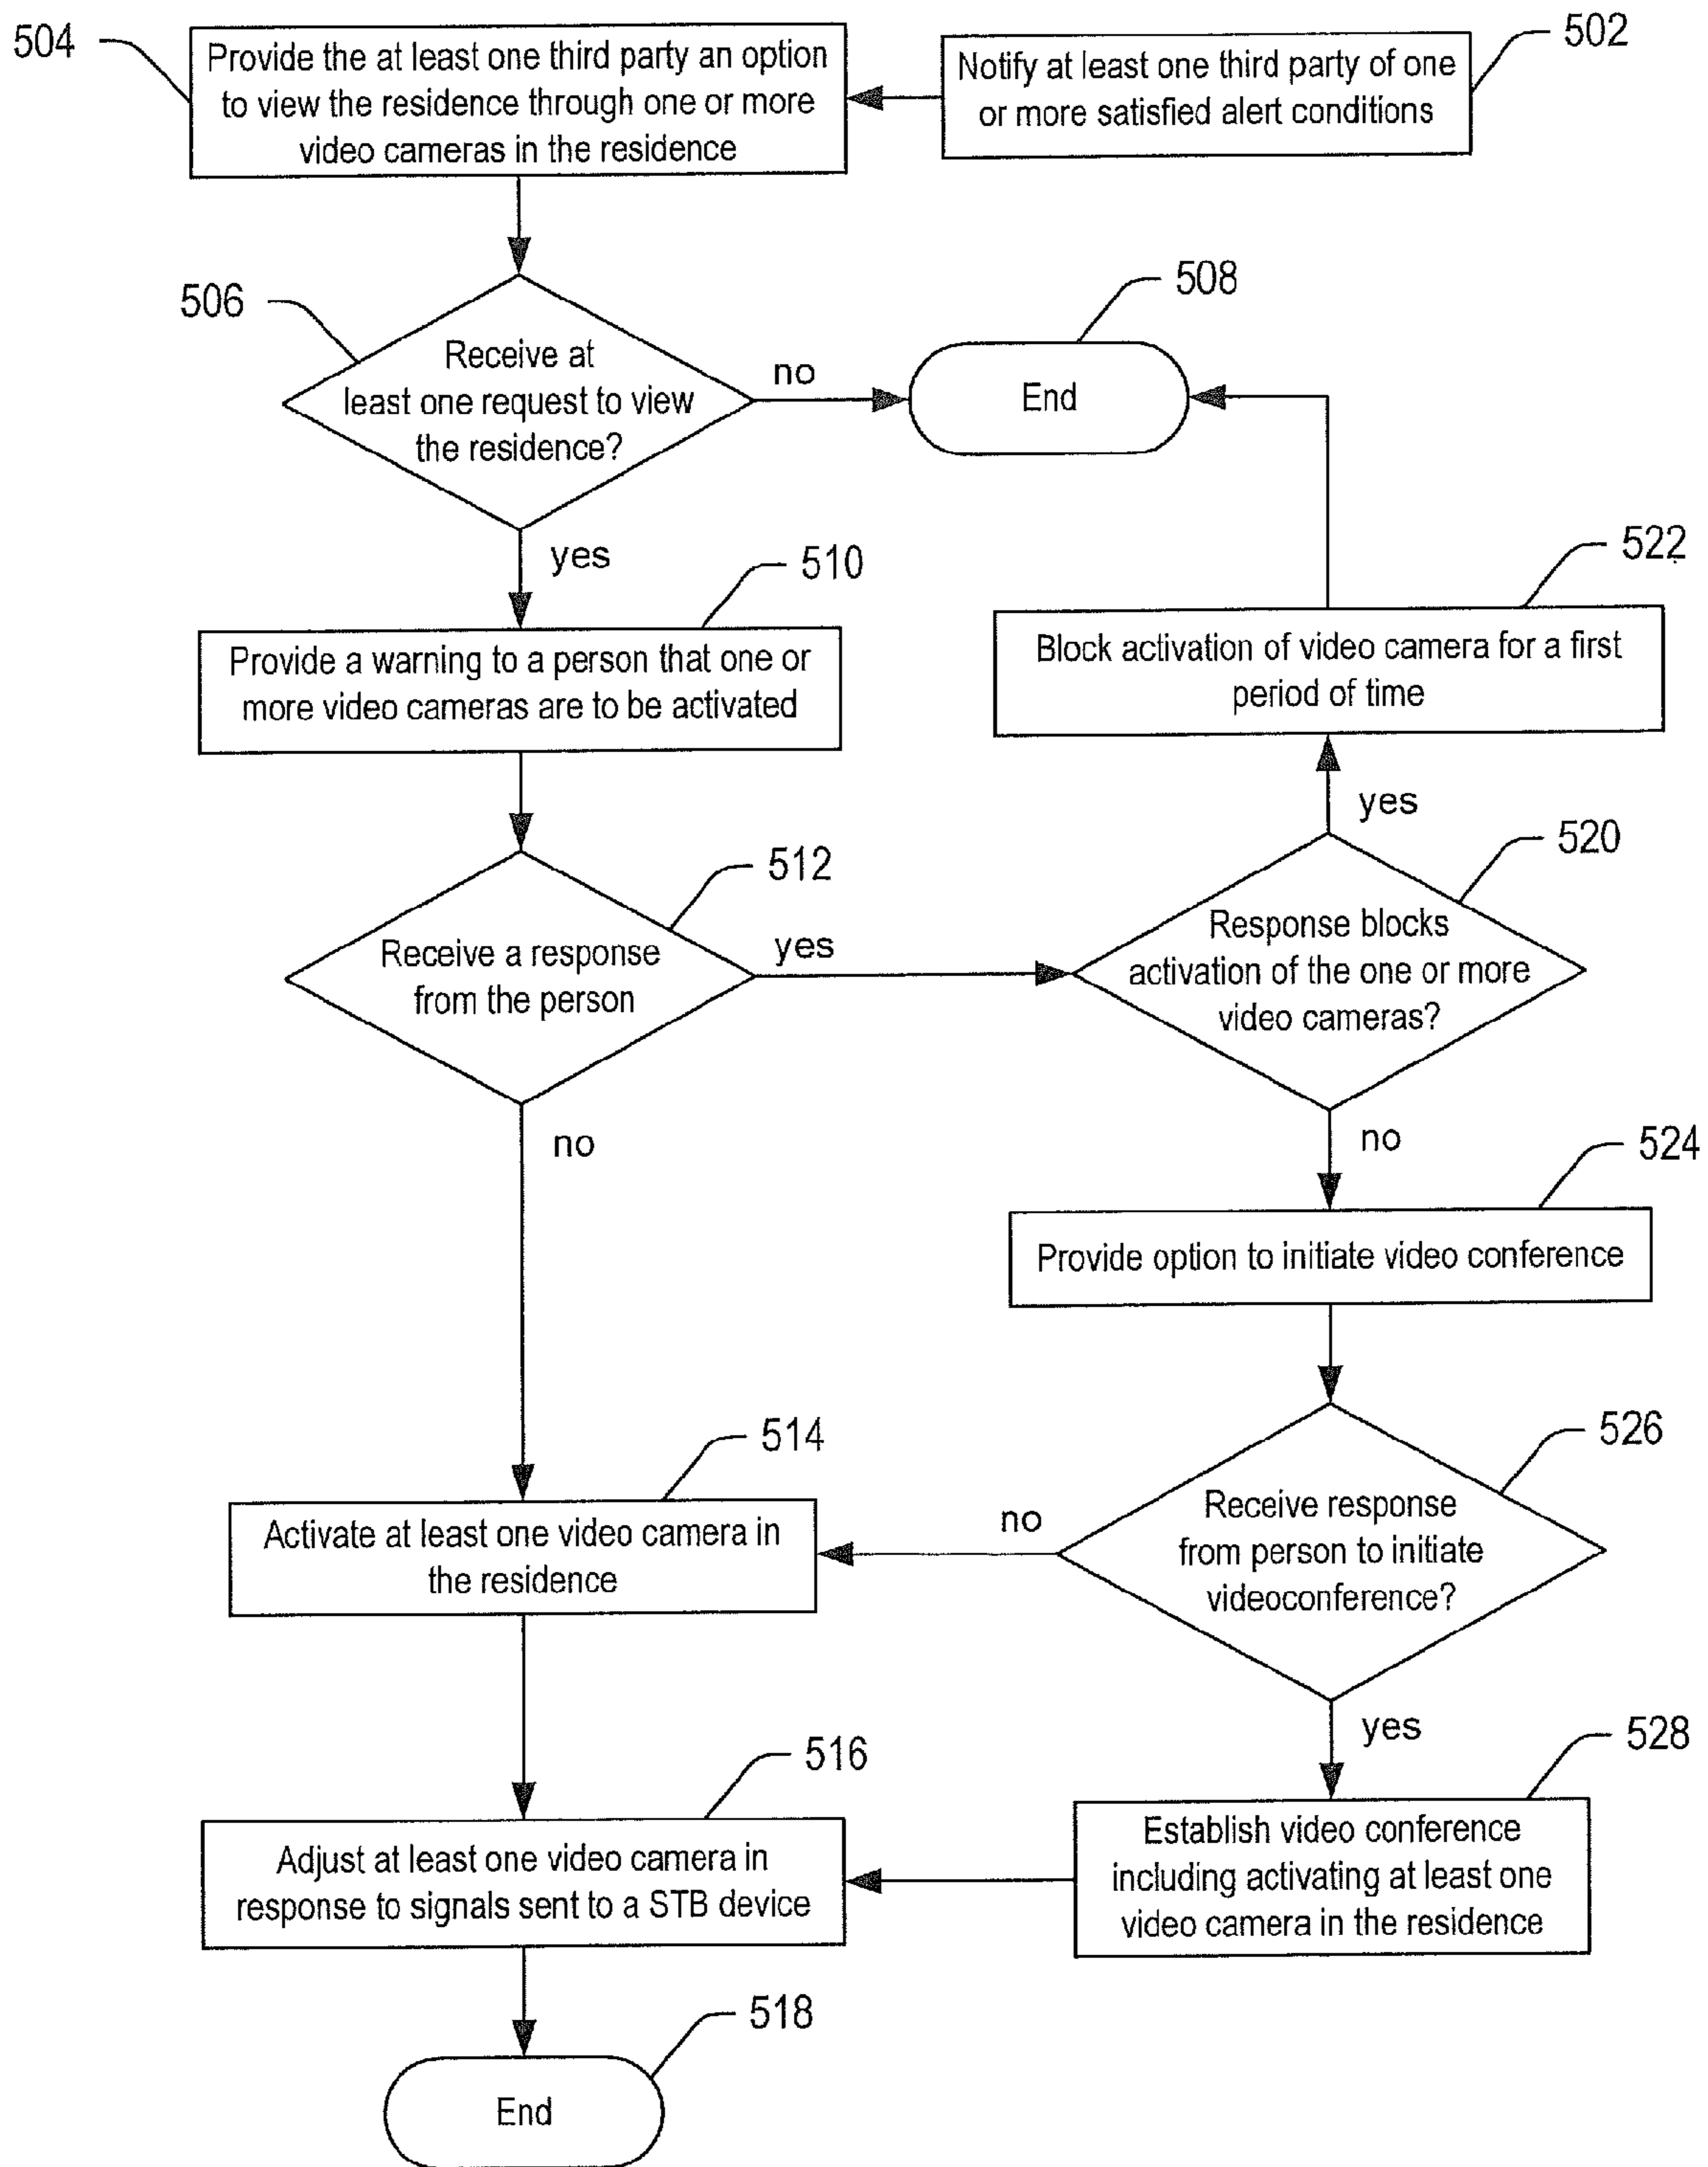 504
Provide the at least one third party an option
to view the residence through one or more
video cameras in the residence
502
Notify at least one third party of one
or more satisfied alert conditions
506
Receive at
least one request to view
the residence?
no
508
End
yes
510
Provide a warning to a person that one or
more video cameras are to be activated
522
Block activation of video camera for a first
period of time
yes
512
Receive a response
from the person
yes
520
Response blocks
activation of the one or more
video cameras?
no
no
524
Provide option to initiate video conference
514
Activate at least one video camera in
the residence
no
526
Receive response
from person to initiate
videoconference?
yes
516
Adjust at least one video camera in
response to signals sent to a STB device
528
Establish video conference
including activating at least one
video camera in the residence
518
End